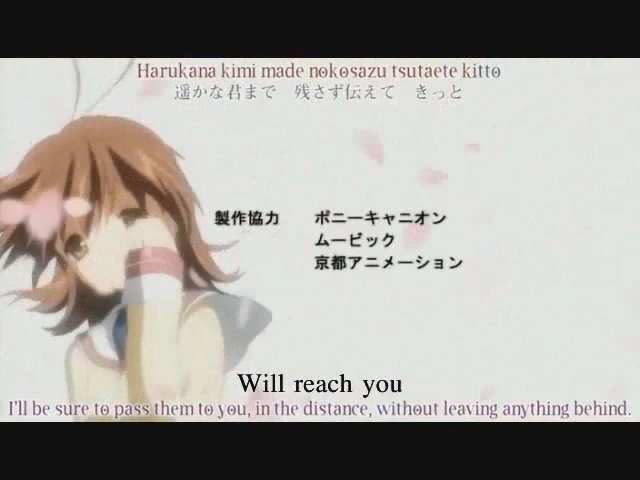 Harukana kimi made nokosazu tsutaete kitto
遥かな君まで　残さず伝えて　きっと
製作協力　ポニーキャニオン
ムービック
京都アニメーション
Will reach you
I'll be sure to pass them to you, in the distance, without leaving anything behind.